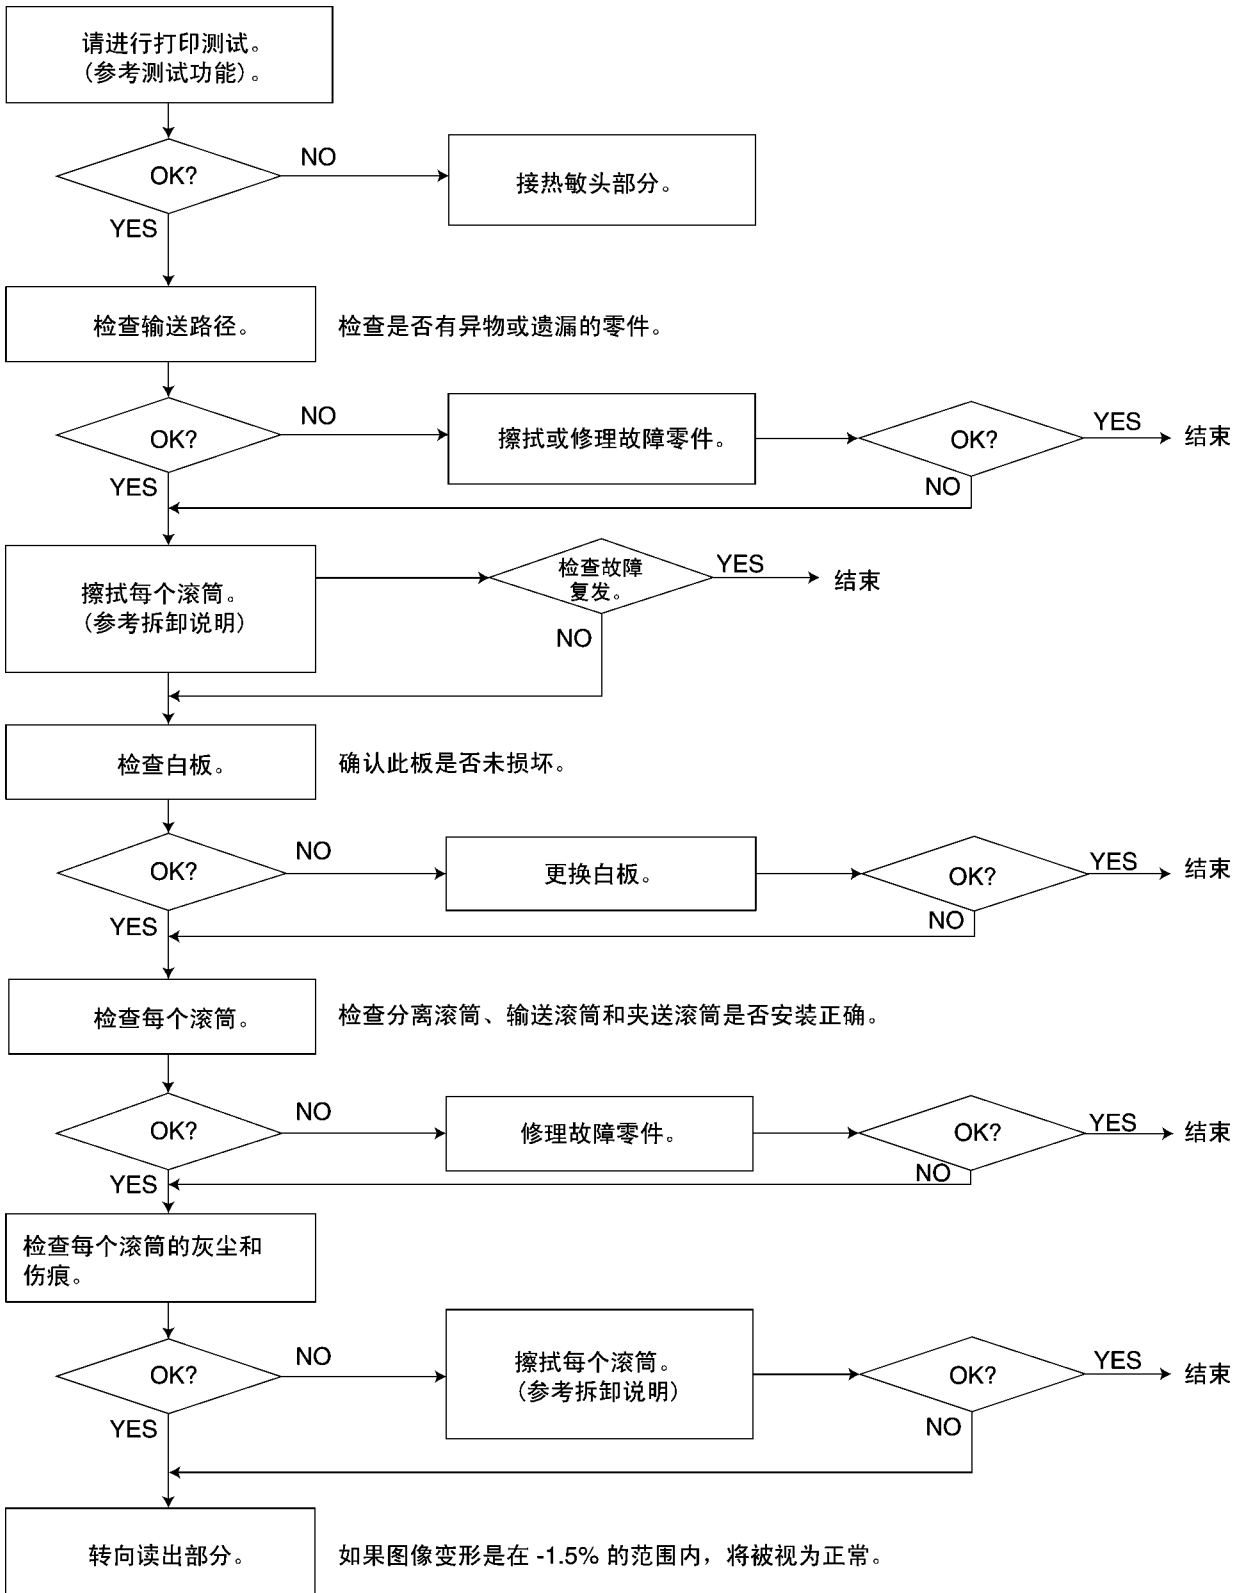 请进行打印测试。
(参考测试功能)。
OK?
NO
接热敏头部分。
YES
检查输送路径。
检查是否有异物或遗漏的零件。
OK?
NO
擦拭或修理故障零件。
OK?
YES
结束
YES
NO
擦拭每个滚筒。
(参考拆卸说明)
检查故障
复发。
YES
结束
NO
检查白板。
确认此板是否未损坏。
OK?
NO
更换白板。
OK?
YES
结束
YES
NO
检查每个滚筒。
检查分离滚筒、输送滚筒和夹送滚筒是否安装正确。
OK?
NO
修理故障零件。
OK?
YES
结束
YES
NO
检查每个滚筒的灰尘和
伤痕。
OK?
NO
擦拭每个滚筒。
(参考拆卸说明)
OK?
YES
结束
YES
NO
转向读出部分。
如果图像变形是在 -1.5% 的范围内，将被视为正常。